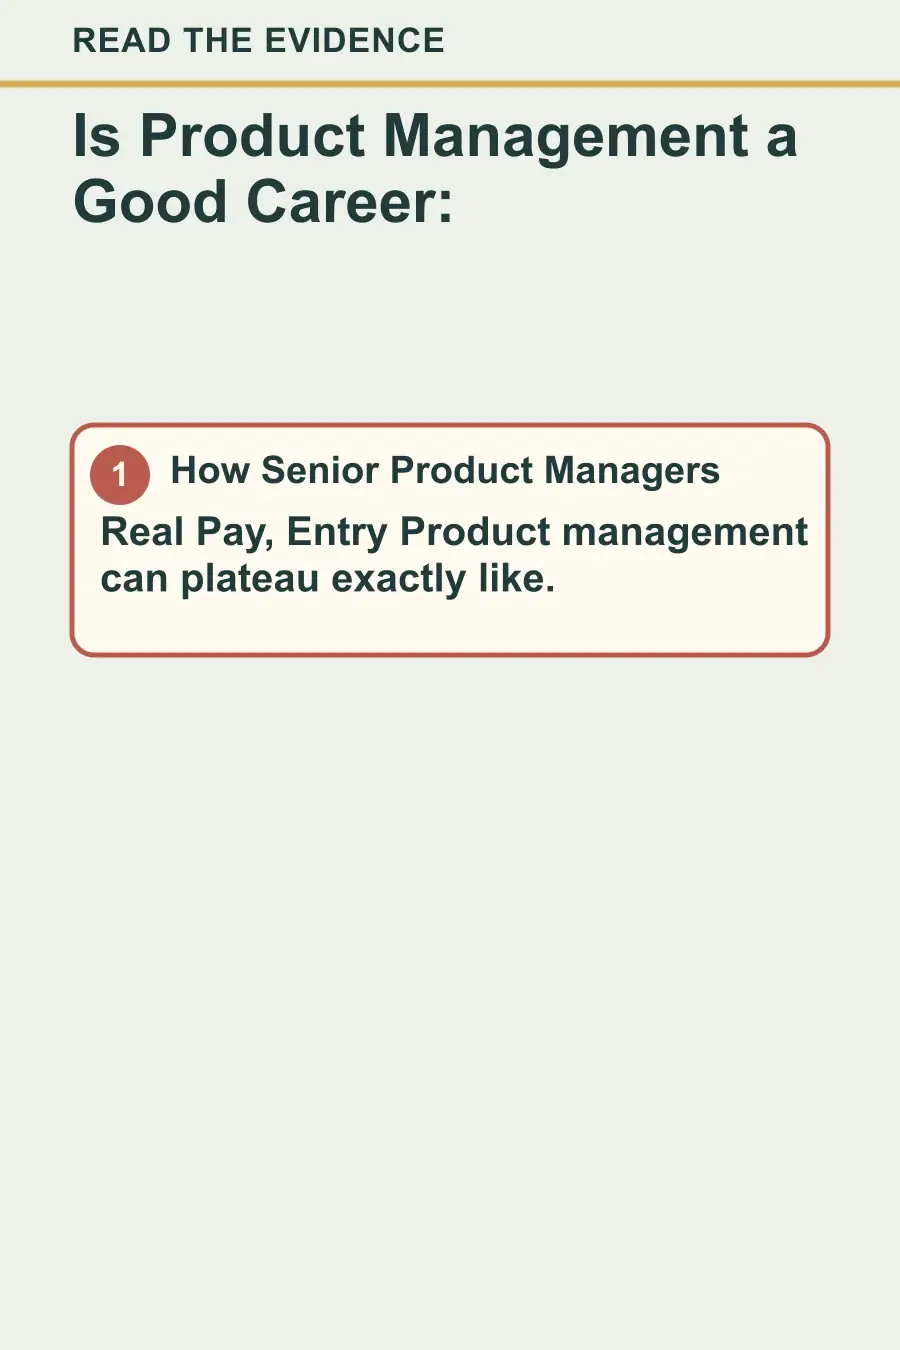 READ THE EVIDENCE
Is Product Management a
Good Career:
1 How Senior Product Managers
Real Pay, Entry Product management
can plateau exactly like.